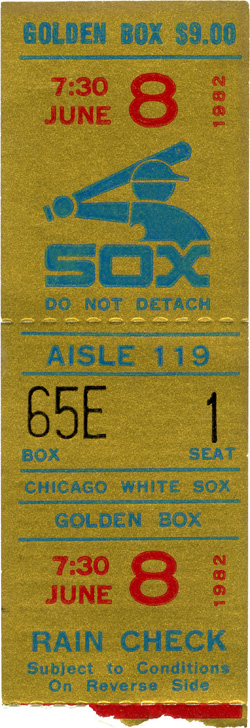 GOLDEN BOX $9.00
7:30 JUNE 8 1982
SOX
DO NOT DETACH
AISLE 119
65E 1
BOX SEAT
CHICAGO WHITE SOX
GOLDEN BOX
7:30 JUNE 8 1982
RAIN CHECK
Subject to Conditions
On Reverse Side